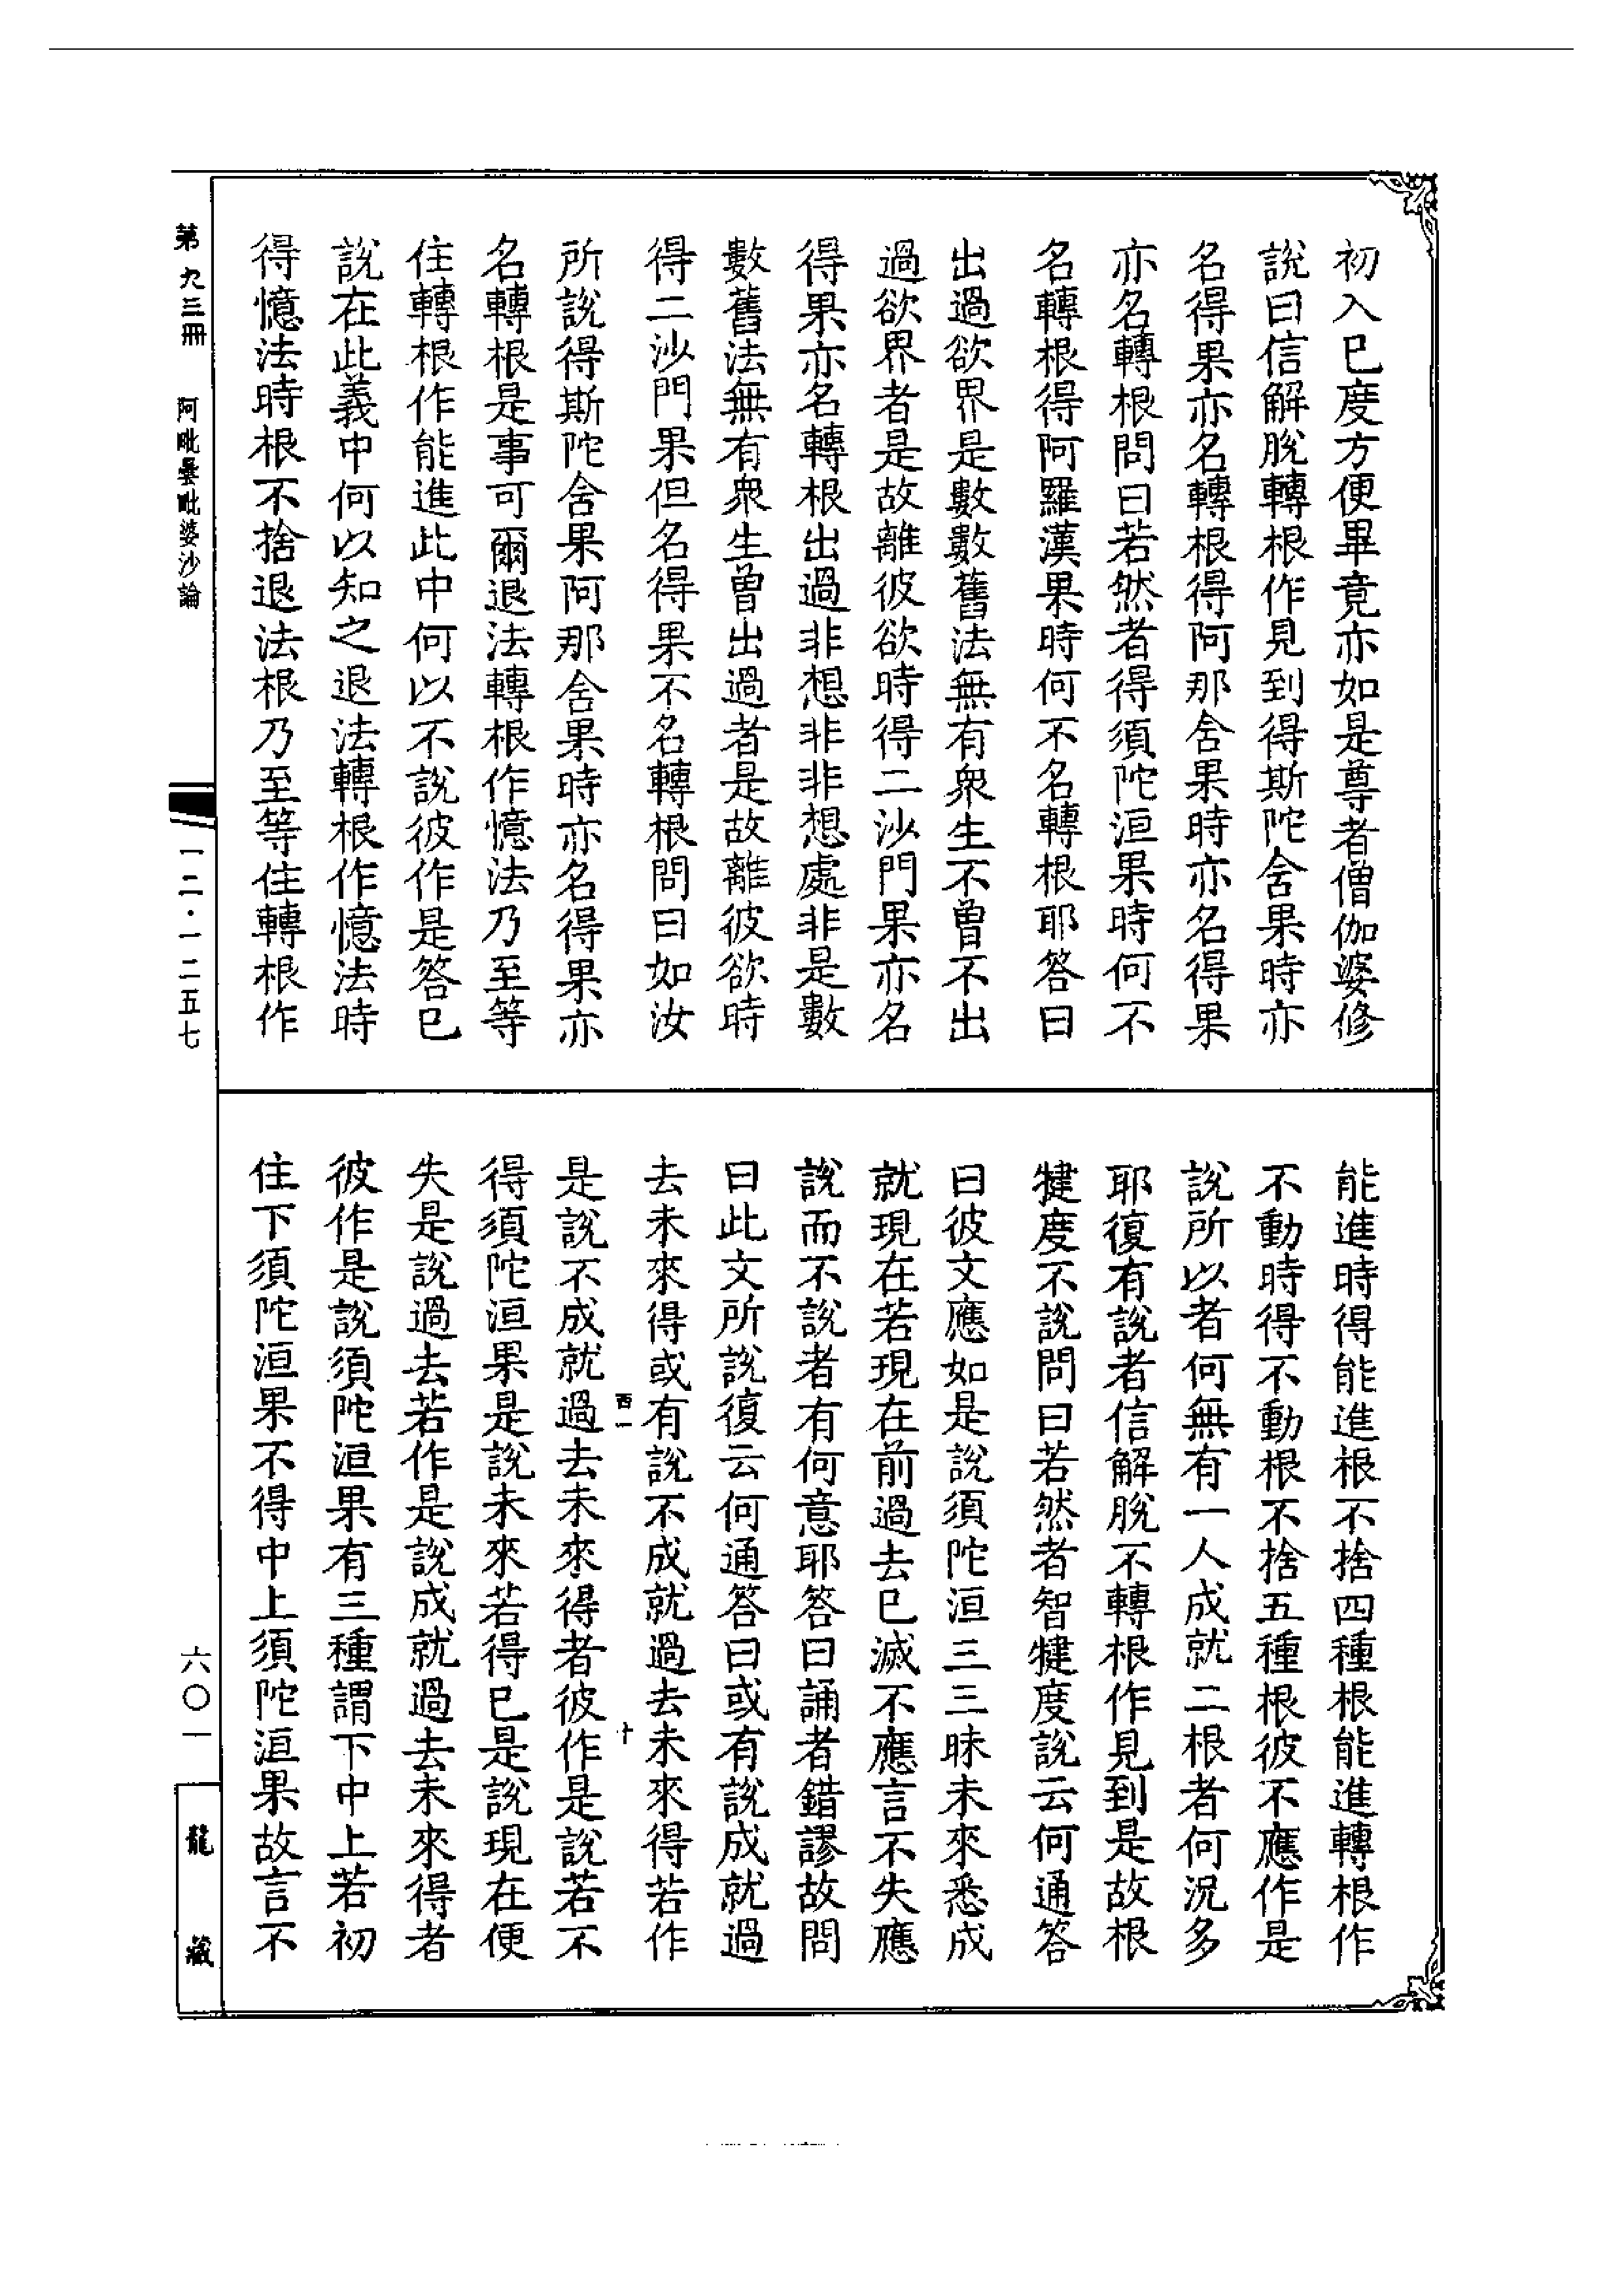 初入已度方便畢竟亦如是尊者僧伽婆修
說曰信解脫轉根作見到得斯陀含果時亦
名得果亦名轉根得阿那含果時亦名得果
亦名轉根問曰若然者得須陀洹果時何不
名轉根得阿羅漢果時何不名轉根耶答曰
出過欲界是數數舊法無有衆生不曾不出
過欲界者是故離彼欲時得二沙門果亦名
得果亦名轉根出過非想非非想處非是數
數舊法無有衆生曾出過者是故離彼欲時
得二沙門果但名得果不名轉根問曰如汝
所說得斯陀含果阿那含果時亦名得果亦
名轉根是事可爾退法轉根作憶法乃至等
住轉根作能進此中何以不說彼作是答已
說在此義中何以知之退法轉根作憶法時
得憶法時根不捨退法根乃至等住轉根作
能進時得能進根不捨四種根能進轉根作
不動時得不動根不捨五種根彼不應作是
說所以者何無有一人成就二根者何況多
耶復有說者信解脫不轉根作見到是故根
犍度不說問曰若然者智犍度說云何通答
曰彼文應如是說須陀洹三三昧未來悉成
就現在若現在前過去已滅不應言不失應
說而不說者有何意耶答曰誦者錯謬故問
曰此文所說復云何通答曰或有說成就過
去未來得或有說不成就過去未來得若作
是說不成就過去未來得者彼作是說若不
得須陀洹果是說未來若得已是說現在便
失是說過去若作是說成就過去未來得者
彼作是說須陀洹果有三種謂下中上若初
住下須陀洹果不得中上須陀洹果故言不
西一
十
第九三冊
阿毗曇毗婆沙論
一二·一二五七
六〇一
龍藏